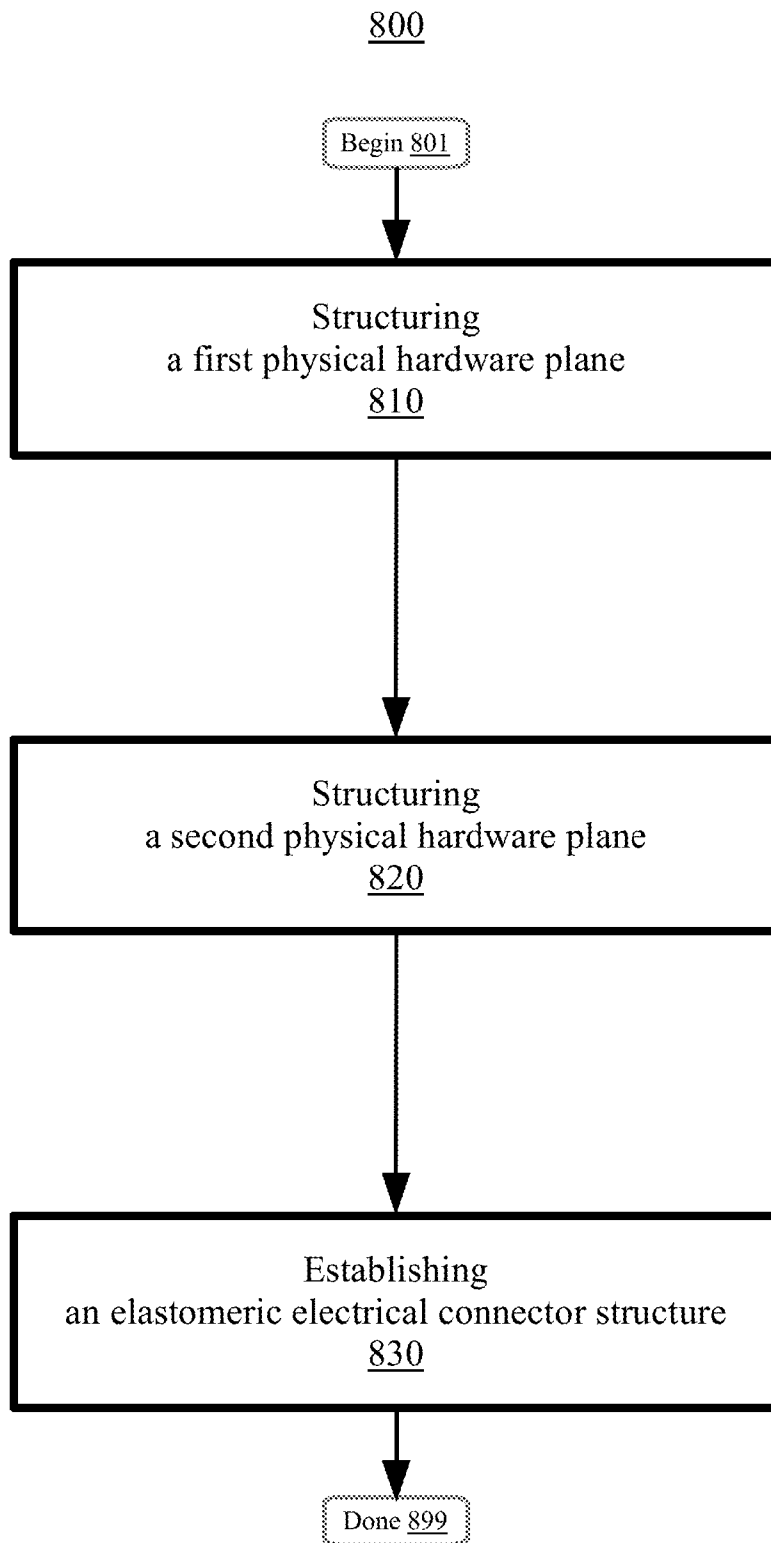 800
Begin 801
Structuring
a first physical hardware plane
810
Structuring
a second physical hardware plane
820
Establishing
an elastomeric electrical connector structure
830
Done 899